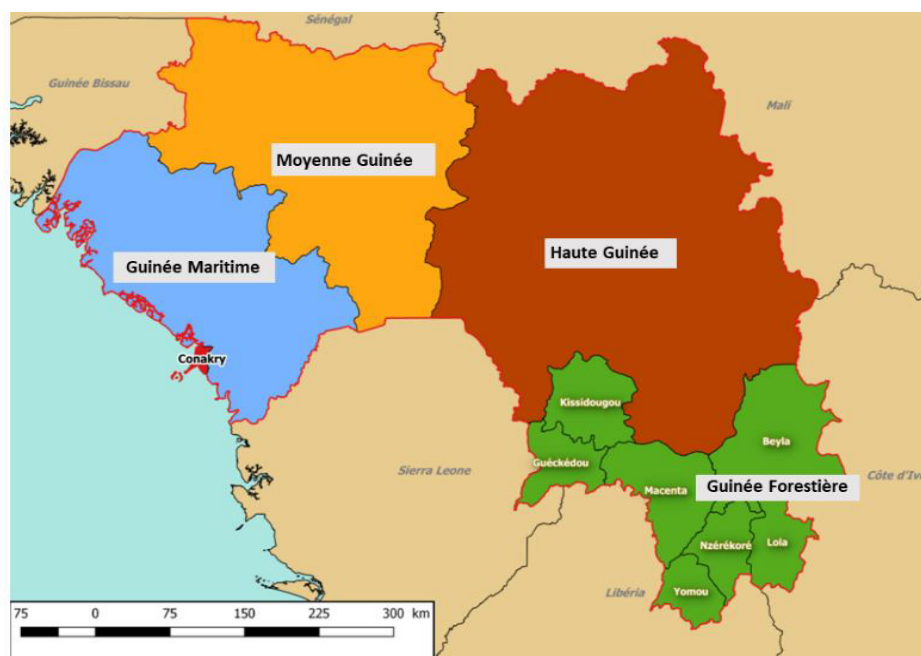 Sénégal
Guinée Bissau
Mali
Moyenne Guinée
Haute Guinée
Guinée Maritime
Conakry
Kissidougou
Beyla
Guéckédou
Sierra Leone
Côte d'Iv
Macenta
Guinée Forestière
Nzérékoré
Lola
Yomou
Libéria
75 0 75 150 225 300 km